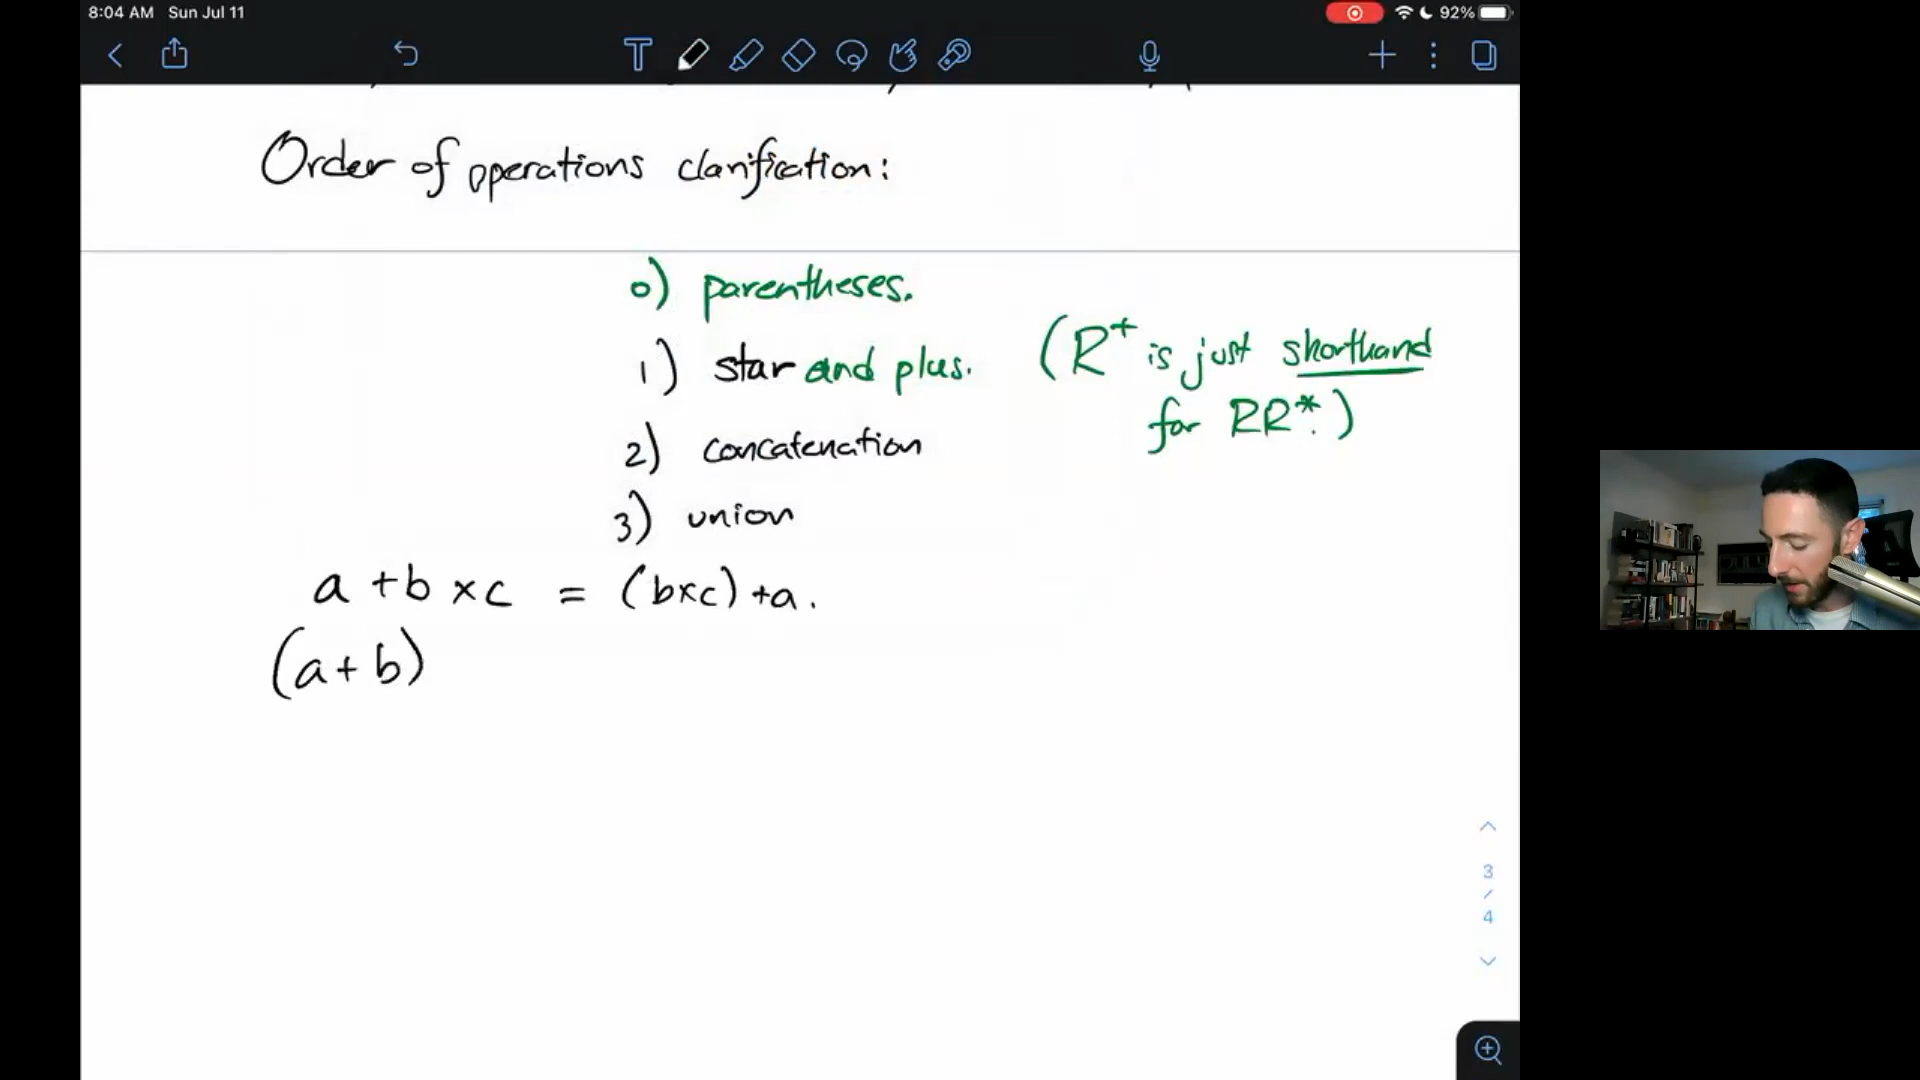 8:04 AM Sun Jul 11
92%
T
Order of operations clarification:
0) parentheses.
1) star and plus. (R⁺ is just shorthand
for RR*.)
2) concatenation
3) union
a + b × c = (b×c) + a.
(a + b)
3
/
4